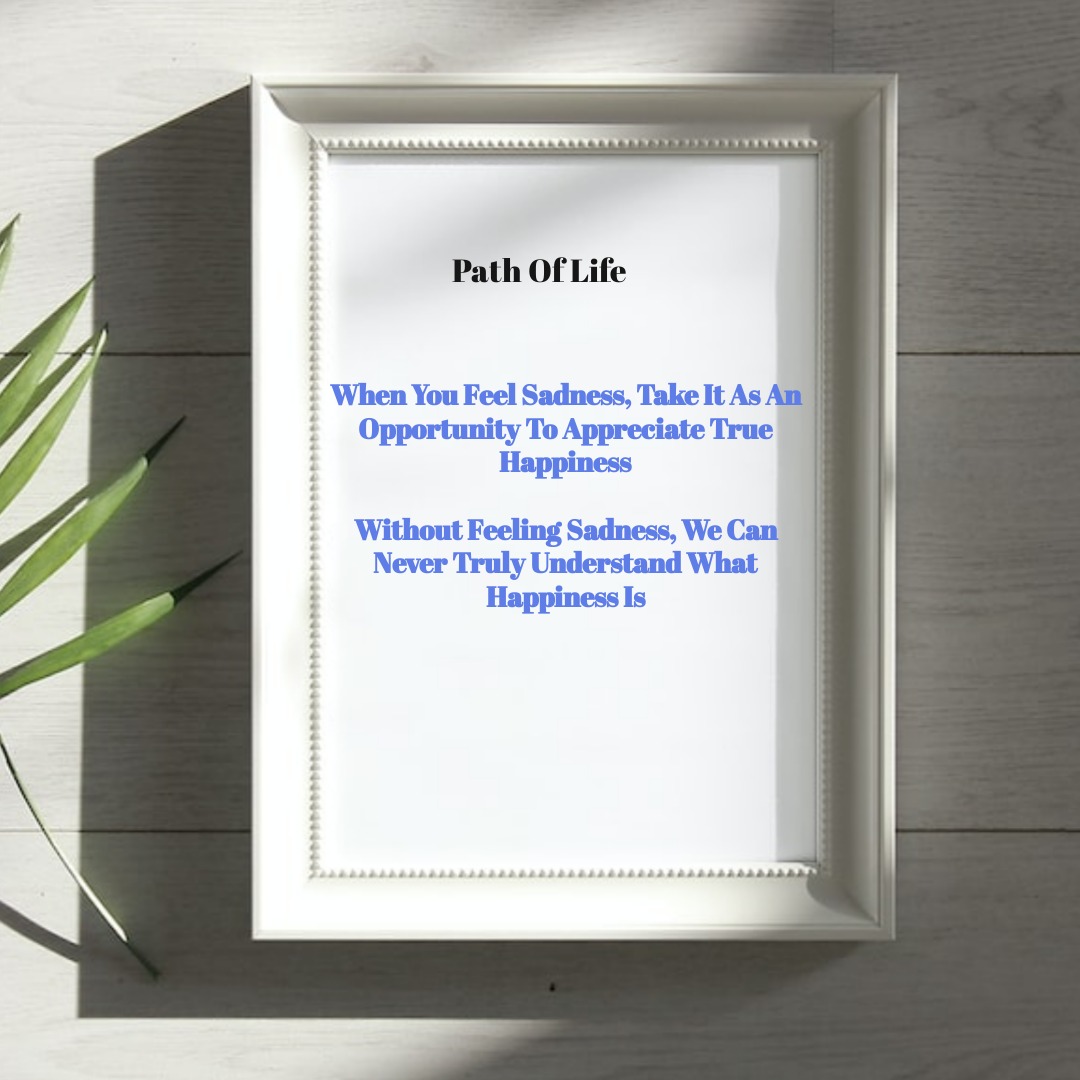 Path Of Life
When You Feel Sadness, Take It As An
Opportunity To Appreciate True
Happiness
Without Feeling Sadness, We Can
Never Truly Understand What
Happiness Is